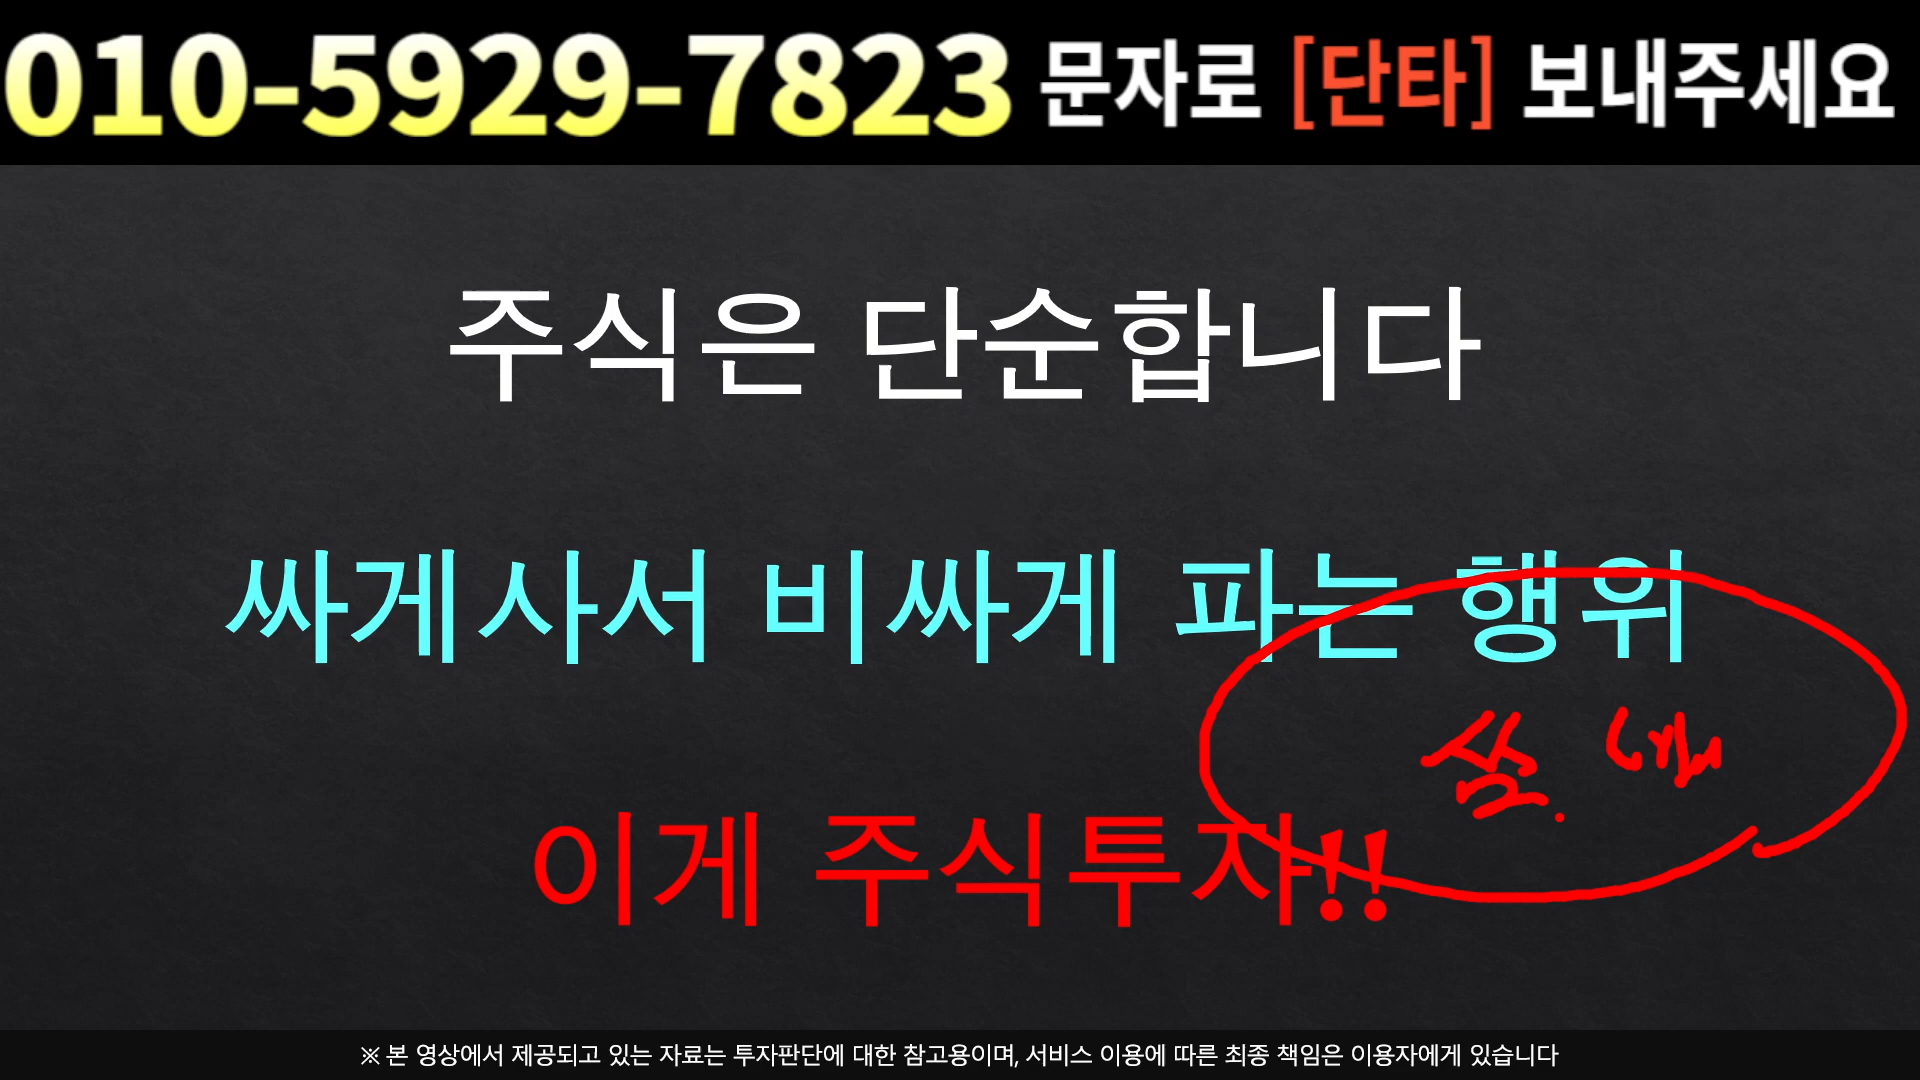 010-5929-7823 문자로 [단타] 보내주세요
주식은 단순합니다
싸게사서 비싸게 파는 행위
쌀. 때
이게 주식투자!!
※ 본 영상에서 제공되고 있는 자료는 투자판단에 대한 참고용이며, 서비스 이용에 따른 최종 책임은 이용자에게 있습니다